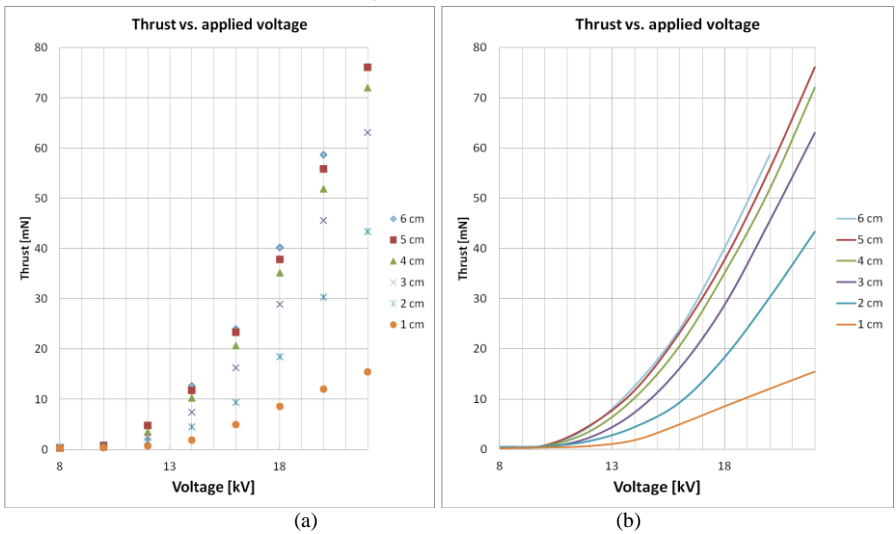 Thrust vs. applied voltage
80
70
60
50
40
30
20
10
0
Thrust [mN]
8
13
18
Voltage [kV]
6 cm
5 cm
4 cm
3 cm
2 cm
1 cm
(a)
Thrust vs. applied voltage
80
70
60
50
40
30
20
10
0
Thrust [mN]
8
13
18
Voltage [kV]
6 cm
5 cm
4 cm
3 cm
2 cm
1 cm
(b)